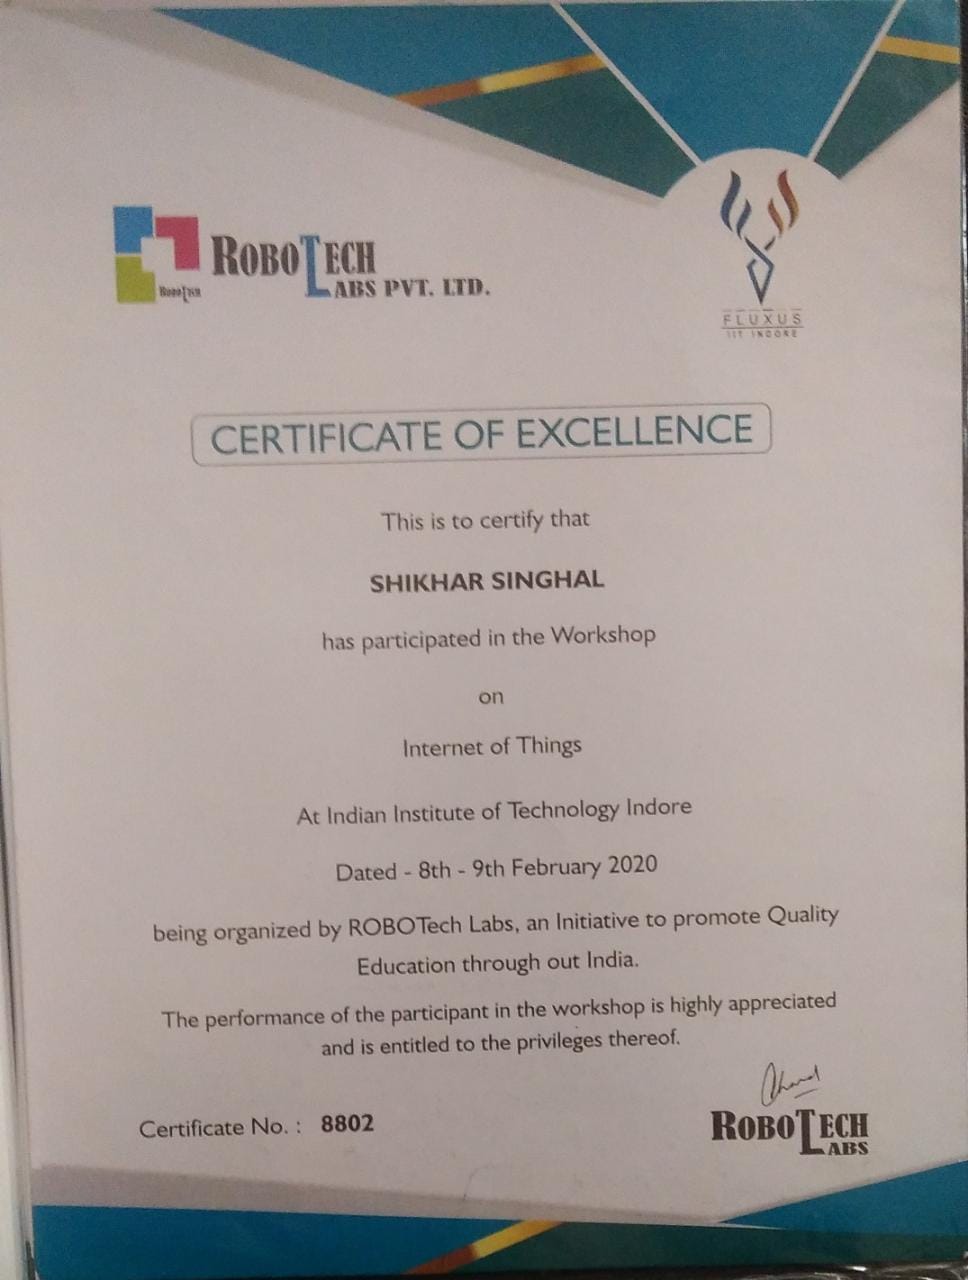 ROBOTECH
LABS PVT. LTD.
ROBOTECH
FLUXUS
IIT INDORE
CERTIFICATE OF EXCELLENCE
This is to certify that
SHIKHAR SINGHAL
has participated in the Workshop
on
Internet of Things
At Indian Institute of Technology Indore
Dated - 8th - 9th February 2020
being organized by ROBOTech Labs, an Initiative to promote Quality
Education through out India.
The performance of the participant in the workshop is highly appreciated
and is entitled to the privileges thereof.
Certificate No. : 8802
ROBOTECH
LABS